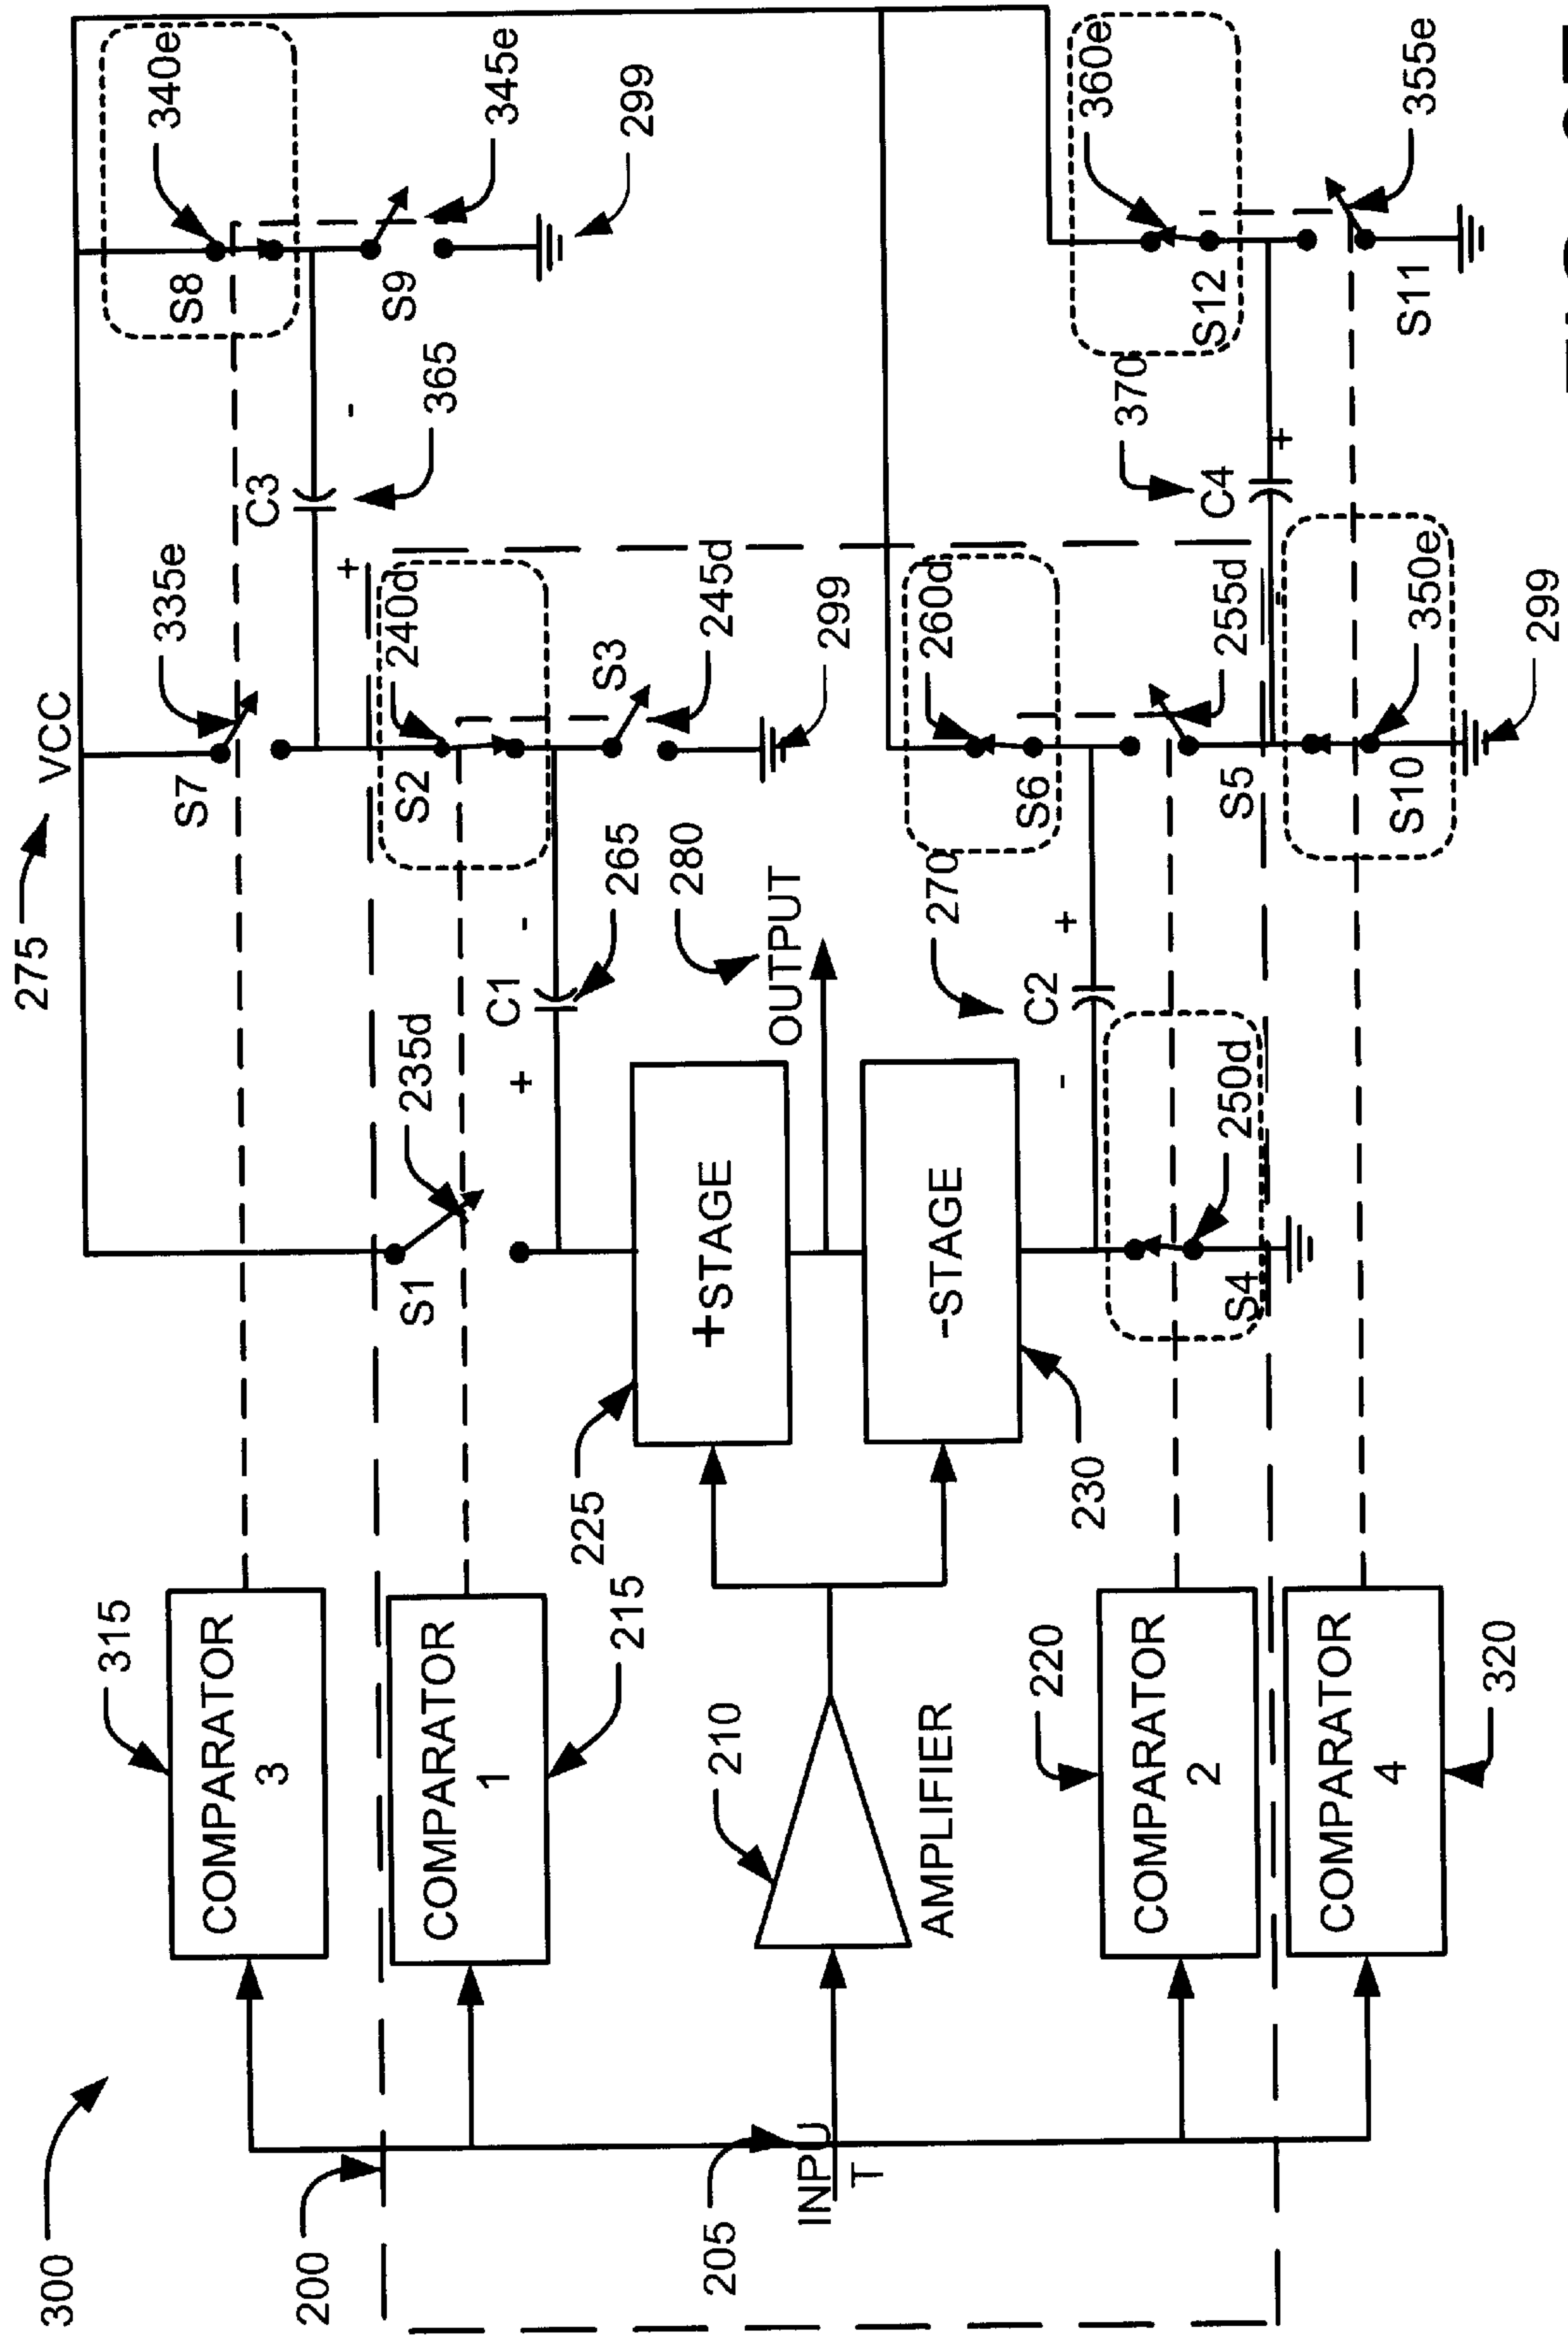 300
275
VCC
315
COMPARATOR
3
335e
S7
S8
340e
C3
365
+
-
S9
345e
299
200
COMPARATOR
1
215
S1
235d
S2
240d
S3
245d
299
C1
265
+
-
205
INPU
T
210
AMPLIFIER
225
+STAGE
-STAGE
230
280
OUTPUT
270
C2
-
+
260d
S6
255d
S5
360e
S12
370
C4
-
+
220
COMPARATOR
2
S4
250d
COMPARATOR
4
320
S10
350e
299
S11
355e